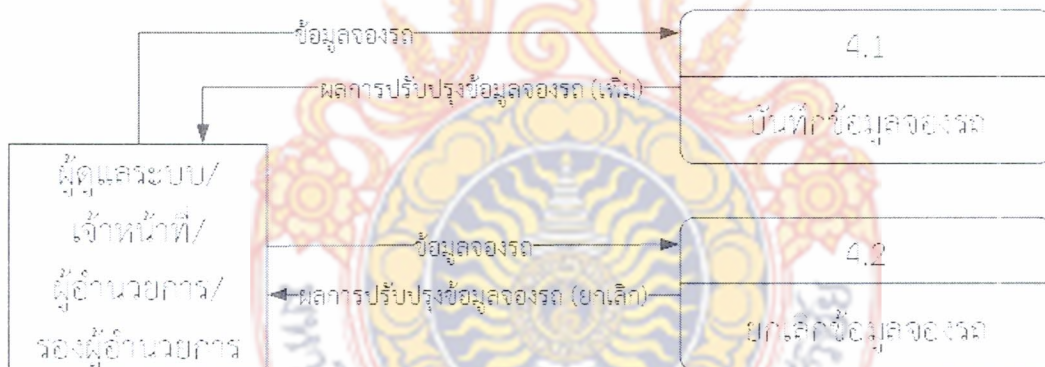 ข้อมูลจองรถ
4.1
ผลการปรับปรุงข้อมูลจองรถ (เพิ่ม)
บันทึกข้อมูลจองรถ
ผู้ดูแลระบบ/
เจ้าหน้าที่/
ผู้อำนวยการ/
รองผู้อำนวยการ
ข้อมูลจองรถ
4.2
ผลการปรับปรุงข้อมูลจองรถ (ยกเลิก)
ยกเลิกข้อมูลจองรถ